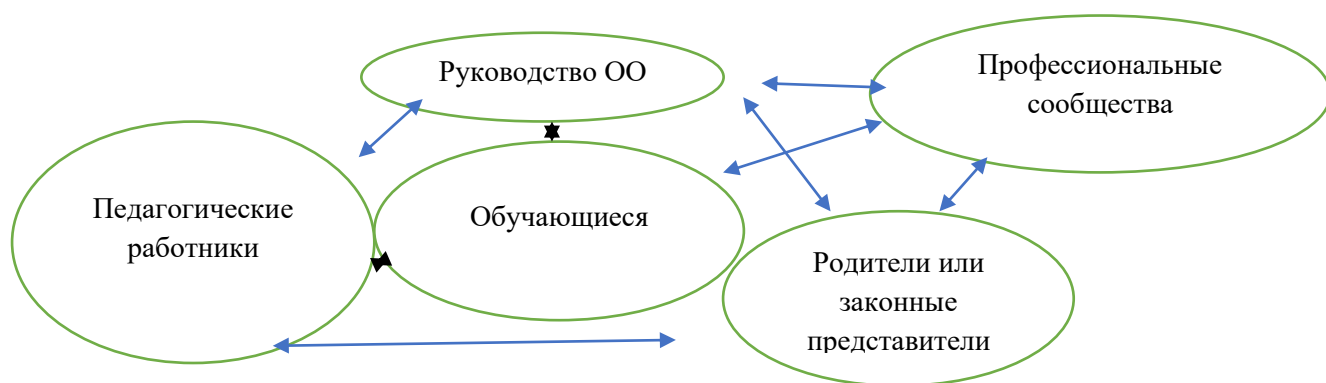 Руководство ОО
Профессиональные
сообщества
Педагогические
работники
Обучающиеся
Родители или
законные
представители